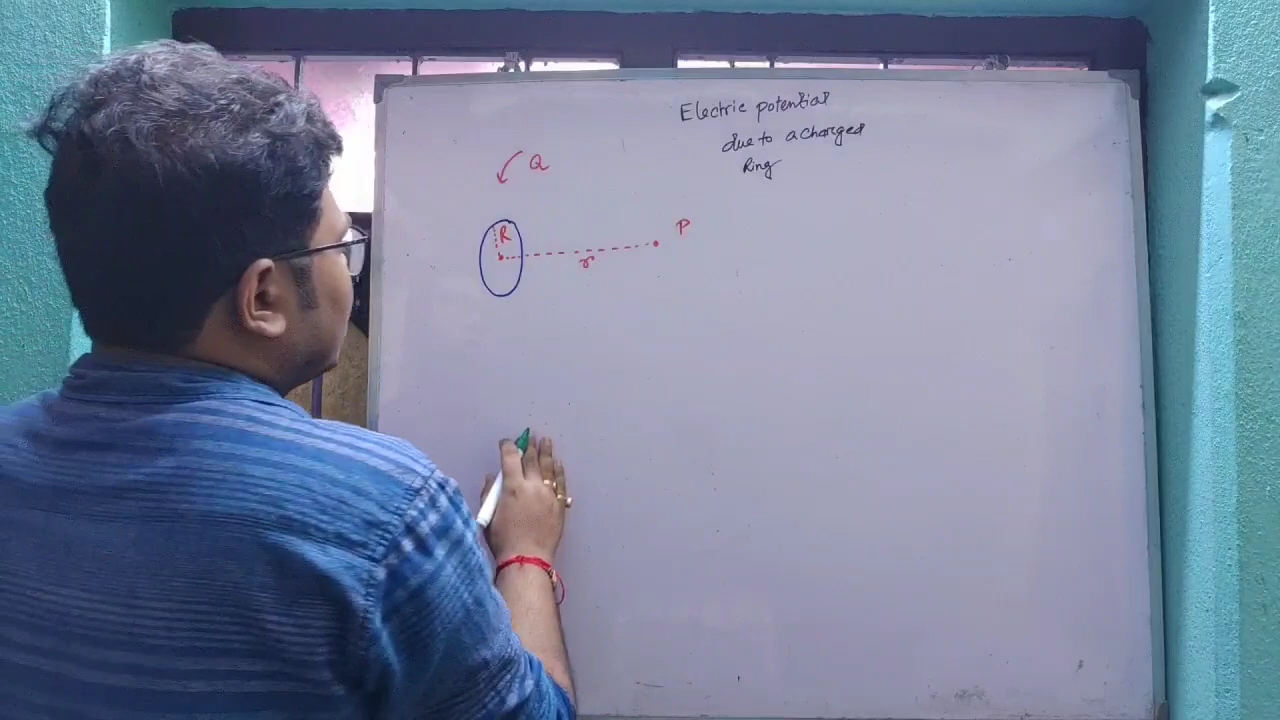 Electric potential
due to a charged
Ring
Q
R
P
r